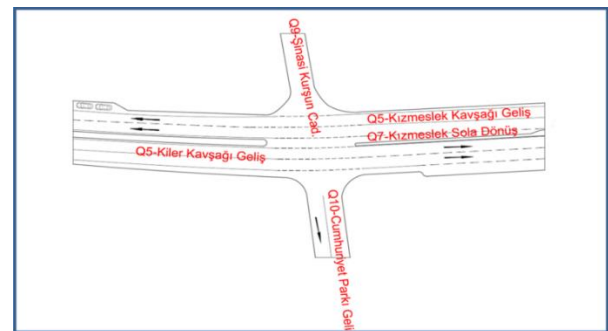 Q9-Şinasi Kurşun Cad.
Q5-Kızmeslek Kavşağı Geliş
Q7-Kızmeslek Sola Dönüş
Q5-Kiler Kavşağı Geliş
Q10-Cumhuriyet Parkı Geli